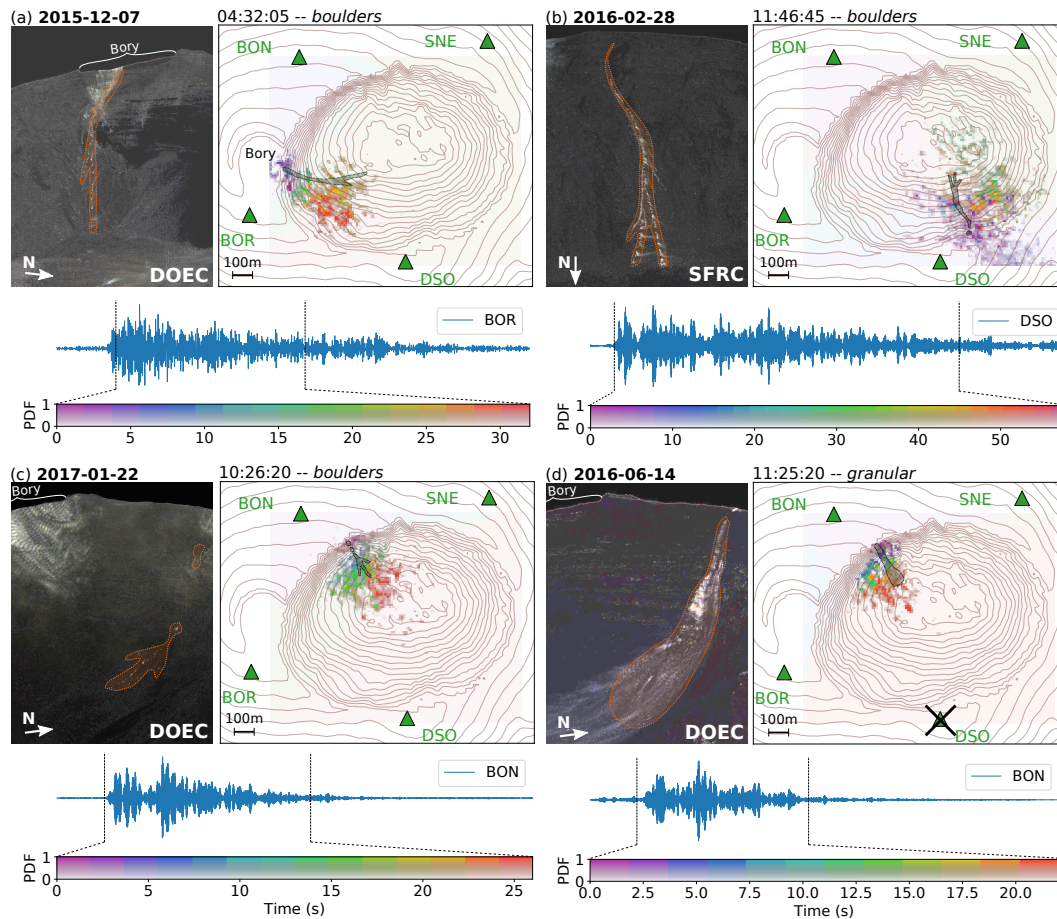 (a) 2015-12-07
04:32:05 -- boulders
Bory
BON
SNE
Bory
BOR
DSO
100m
N
DOEC
BOR
PDF
1
0
0 5 10 15 20 25 30
(b) 2016-02-28
11:46:45 -- boulders
BON
SNE
BOR
DSO
100m
N
SFRC
DSO
PDF
1
0
0 10 20 30 40 50
(c) 2017-01-22
10:26:20 -- boulders
Bory
BON
SNE
BOR
DSO
100m
N
DOEC
BON
PDF
1
0
0 5 10 15 20 25
Time (s)
(d) 2016-06-14
11:25:20 -- granular
Bory
BON
SNE
BOR
DSO
100m
N
DOEC
BON
PDF
1
0
0.0 2.5 5.0 7.5 10.0 12.5 15.0 17.5 20.0
Time (s)